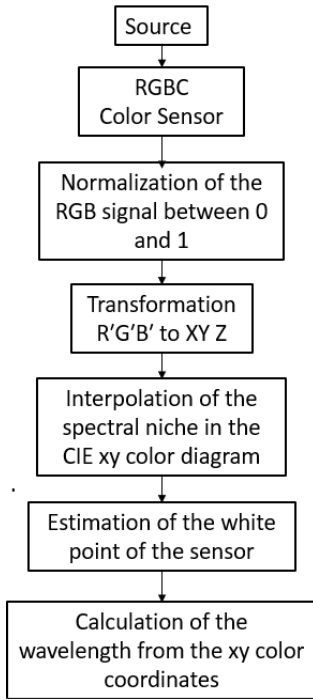 Source
RGBC
Color Sensor
Normalization of the
RGB signal between 0
and 1
Transformation
R'G'B' to XY Z
Interpolation of the
spectral niche in the
CIE xy color diagram
.
Estimation of the white
point of the sensor
Calculation of the
wavelength from the xy color
coordinates